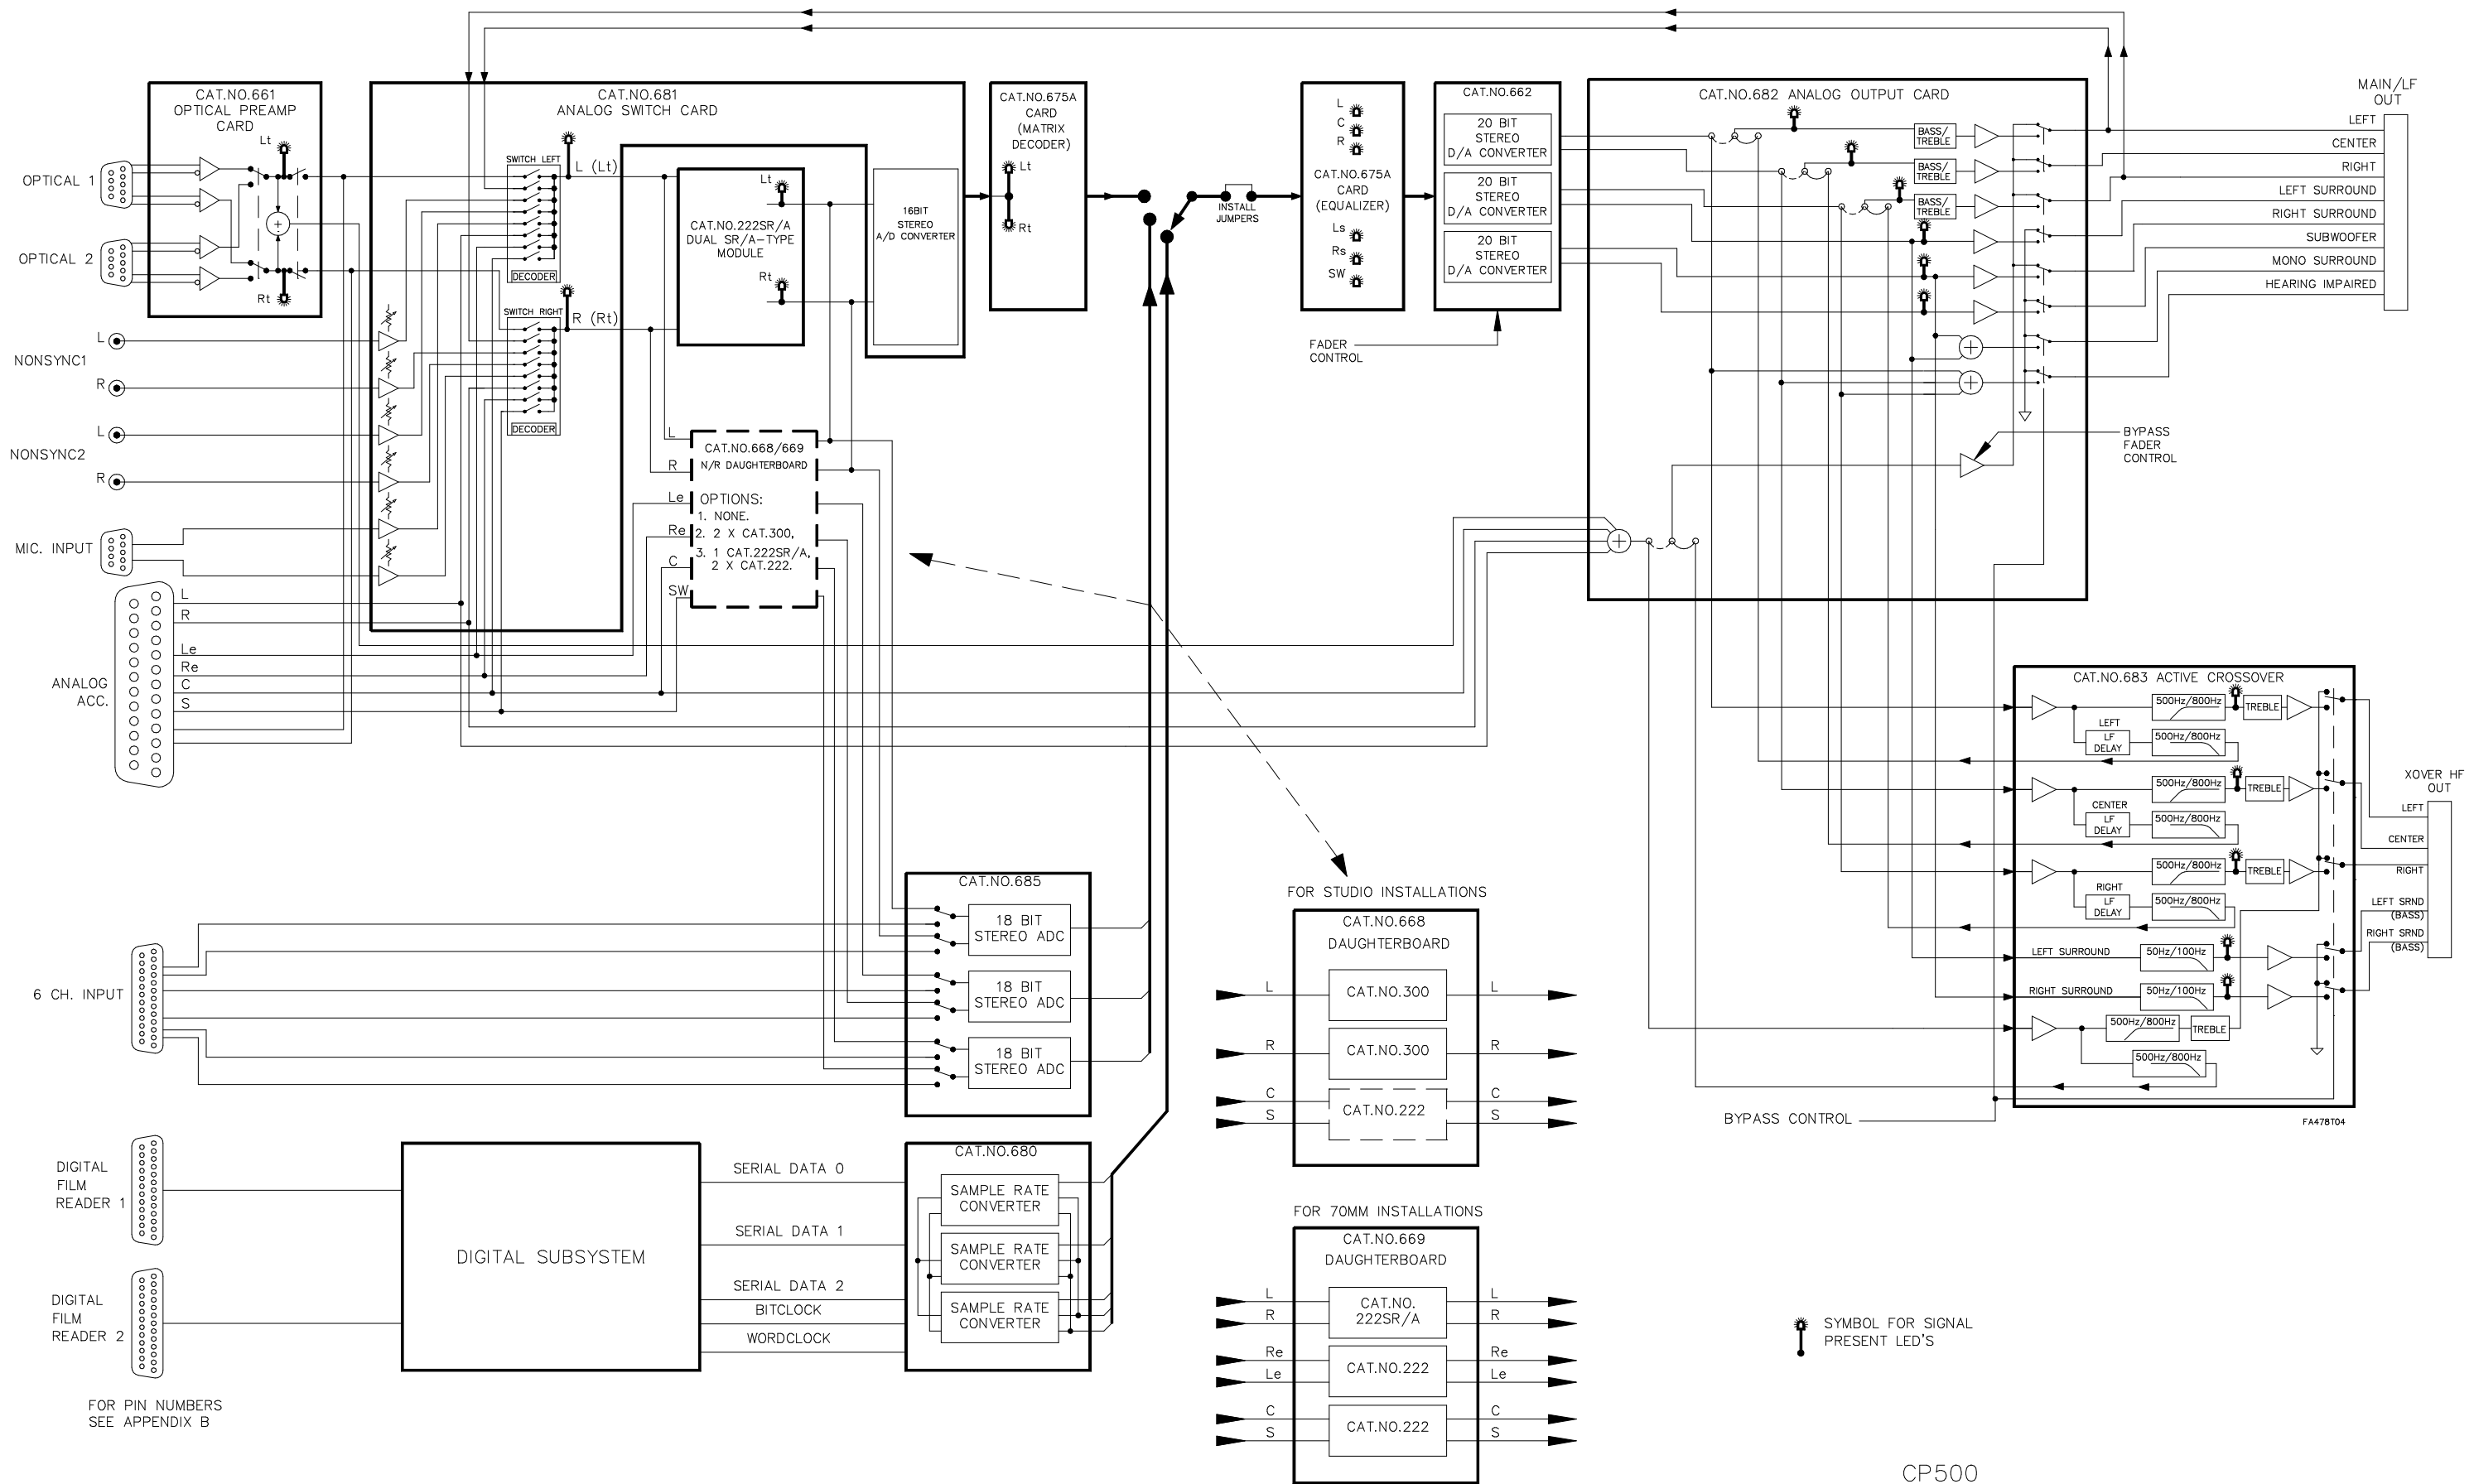 CAT.NO.661
OPTICAL PREAMP
CARD
Lt
Rt
OPTICAL 1
OPTICAL 2
L
NONSYNC1
R
L
NONSYNC2
R
MIC. INPUT
ANALOG
ACC.
L
R
Le
Re
C
S
CAT.NO.681
ANALOG SWITCH CARD
SWITCH LEFT
DECODER
L (Lt)
SWITCH RIGHT
DECODER
R (Rt)
Lt
CAT.NO.222SR/A
DUAL SR/A-TYPE
MODULE
Rt
16BIT
STEREO
A/D CONVERTER
CAT.NO.675A
CARD
(MATRIX
DECODER)
Lt
Rt
L
R
Le
Re
C
SW
CAT.NO.668/669
N/R DAUGHTERBOARD
OPTIONS:
1. NONE.
2. 2 X CAT.300,
3. 1 CAT.222SR/A,
2 X CAT.222.
INSTALL
JUMPERS
L
C
R
CAT.NO.675A
CARD
(EQUALIZER)
Ls
Rs
SW
CAT.NO.662
20 BIT
STEREO
D/A CONVERTER
20 BIT
STEREO
D/A CONVERTER
20 BIT
STEREO
D/A CONVERTER
FADER
CONTROL
CAT.NO.682 ANALOG OUTPUT CARD
BASS/
TREBLE
BASS/
TREBLE
BASS/
TREBLE
BYPASS
FADER
CONTROL
MAIN/LF
OUT
LEFT
CENTER
RIGHT
LEFT SURROUND
RIGHT SURROUND
SUBWOOFER
MONO SURROUND
HEARING IMPAIRED
CAT.NO.683 ACTIVE CROSSOVER
500Hz/800Hz
TREBLE
LEFT
LF
DELAY
500Hz/800Hz
500Hz/800Hz
TREBLE
CENTER
LF
DELAY
500Hz/800Hz
500Hz/800Hz
TREBLE
RIGHT
LF
DELAY
500Hz/800Hz
LEFT SURROUND
50Hz/100Hz
RIGHT SURROUND
50Hz/100Hz
500Hz/800Hz
TREBLE
500Hz/800Hz
XOVER HF
OUT
LEFT
CENTER
RIGHT
LEFT SRND
(BASS)
RIGHT SRND
(BASS)
BYPASS CONTROL
FA478T04
6 CH. INPUT
CAT.NO.685
18 BIT
STEREO ADC
18 BIT
STEREO ADC
18 BIT
STEREO ADC
DIGITAL
FILM
READER 1
DIGITAL
FILM
READER 2
FOR PIN NUMBERS
SEE APPENDIX B
DIGITAL SUBSYSTEM
SERIAL DATA 0
SERIAL DATA 1
SERIAL DATA 2
BITCLOCK
WORDCLOCK
CAT.NO.680
SAMPLE RATE
CONVERTER
SAMPLE RATE
CONVERTER
SAMPLE RATE
CONVERTER
FOR STUDIO INSTALLATIONS
CAT.NO.668
DAUGHTERBOARD
L
CAT.NO.300
L
R
CAT.NO.300
R
C
S
CAT.NO.222
C
S
FOR 70MM INSTALLATIONS
CAT.NO.669
DAUGHTERBOARD
L
R
CAT.NO.
222SR/A
L
R
Re
Le
CAT.NO.222
Re
Le
C
S
CAT.NO.222
C
S
SYMBOL FOR SIGNAL
PRESENT LED'S
CP500